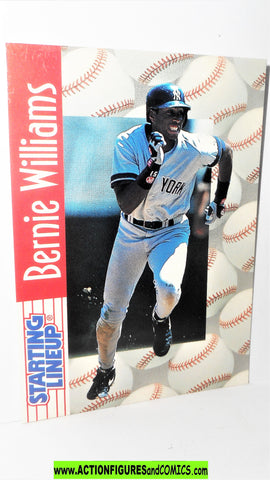 Bernie Williams
STARTING
LINEUP®
YORK
www.ACTIONFIGURESandCOMICS.com